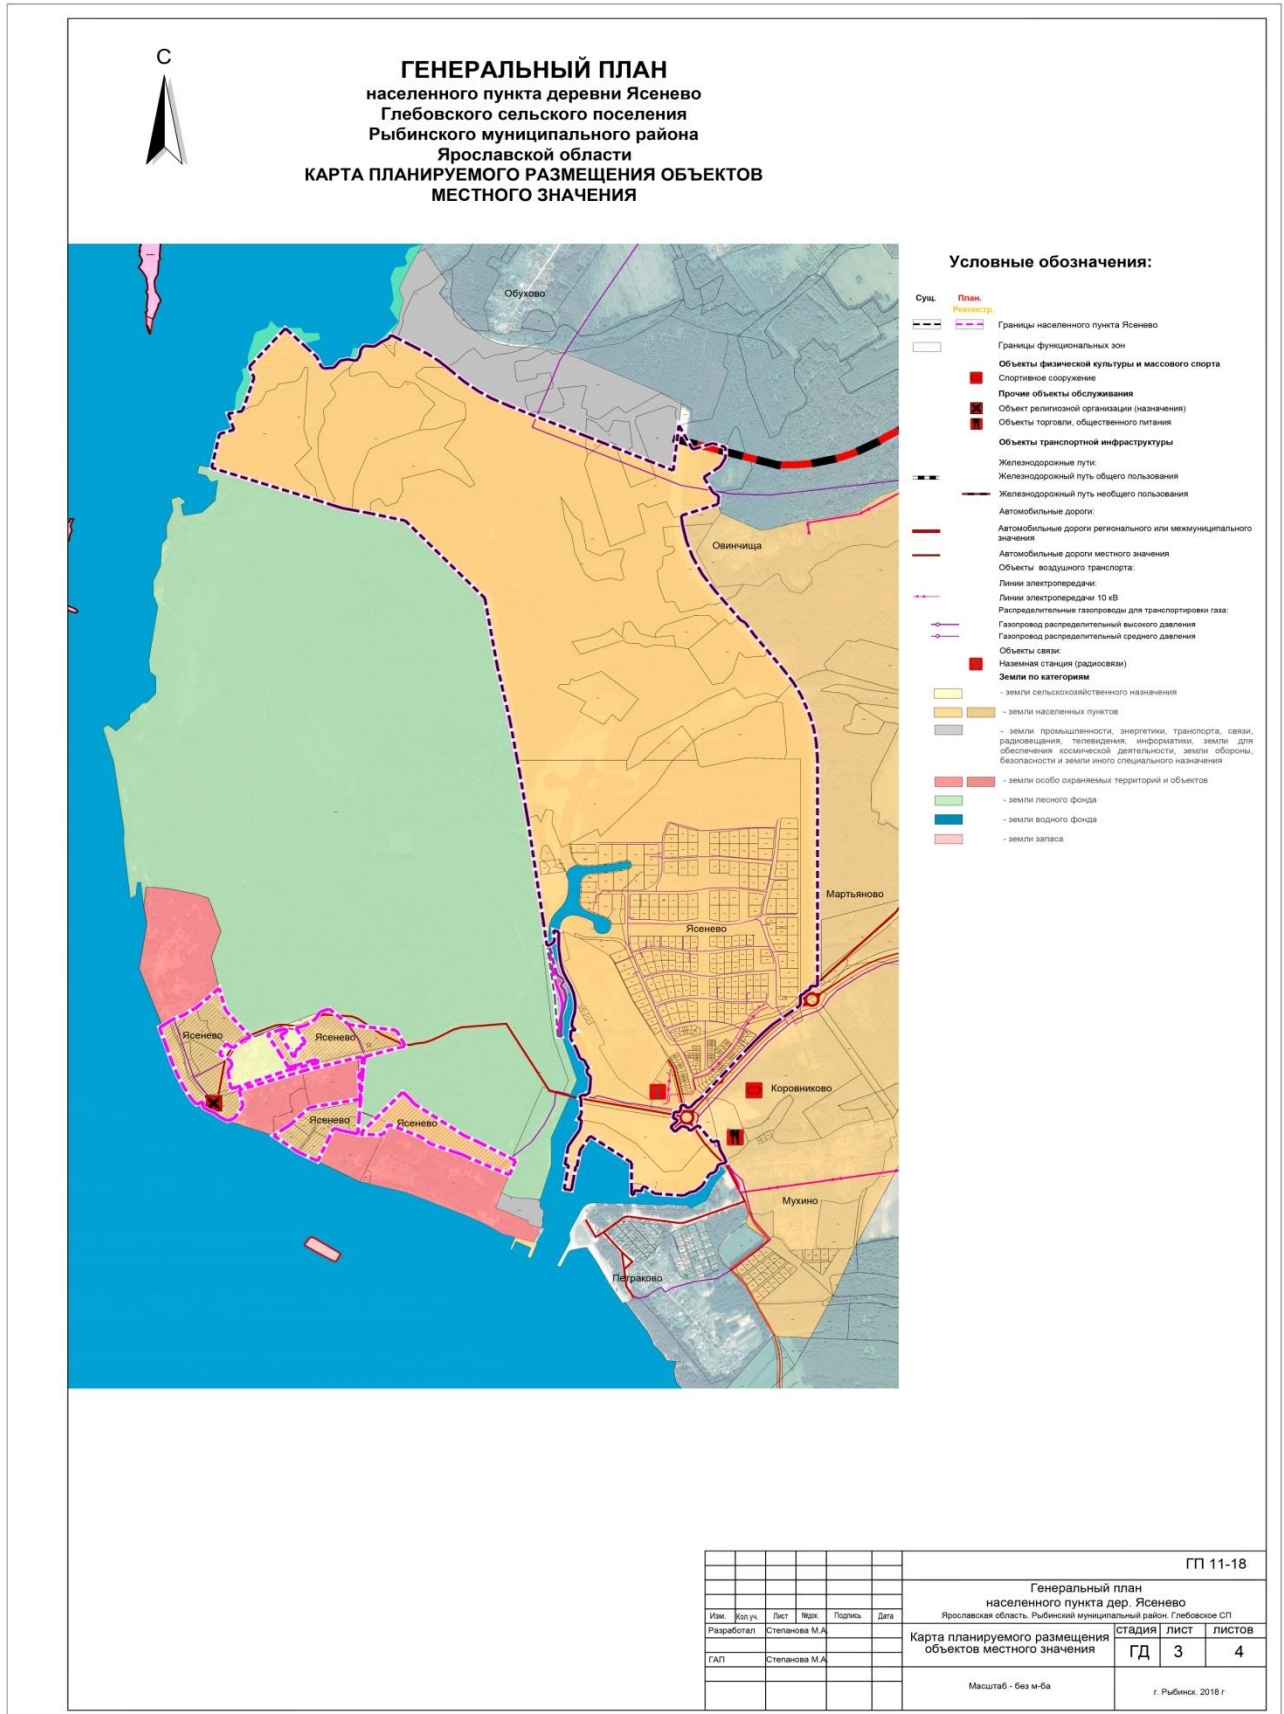 С
ГЕНЕРАЛЬНЫЙ ПЛАН
населенного пункта деревни Ясенево
Глебовского сельского поселения
Рыбинского муниципального района
Ярославской области
КАРТА ПЛАНИРУЕМОГО РАЗМЕЩЕНИЯ ОБЪЕКТОВ
МЕСТНОГО ЗНАЧЕНИЯ
Обухово
Овинчища
Мартьяново
Ясенево
Ясенево
Ясенево
Ясенево
Ясенево
Коровниково
Мухино
Петраково
Условные обозначения:
Сущ. План.
Реконстр.
Границы населенного пункта Ясенево
Границы функциональных зон
Объекты физической культуры и массового спорта
Спортивное сооружение
Прочие объекты обслуживания
Объект религиозной организации (назначения)
Объекты торговли, общественного питания
Объекты транспортной инфраструктуры
Железнодорожные пути:
Железнодорожный путь общего пользования
Железнодорожный путь необщего пользования
Автомобильные дороги:
Автомобильные дороги регионального или межмуниципального
значения
Автомобильные дороги местного значения
Объекты воздушного транспорта:
Линии электропередачи:
Линии электропередачи 10 кВ
Распределительные газопроводы для транспортировки газа:
Газопровод распределительный высокого давления
Газопровод распределительный среднего давления
Объекты связи:
Наземная станция (радиосвязи)
Земли по категориям
- земли сельскохозяйственного назначения
- земли населенных пунктов
- земли промышленности, энергетики, транспорта, связи,
радиовещания, телевидения, информатики, земли для
обеспечения космической деятельности, земли обороны,
безопасности и земли иного специального назначения
- земли особо охраняемых территорий и объектов
- земли лесного фонда
- земли водного фонда
- земли запаса
ГП 11-18
Генеральный план
населенного пункта дер. Ясенево
Ярославская область. Рыбинский муниципальный район. Глебовское СП
Изм. Кол.уч. Лист №док. Подпись Дата
Разработал Степанова М.А.
ГАП Степанова М.А.
Карта планируемого размещения
объектов местного значения
стадия лист листов
ГД 3 4
Масштаб - без м-ба
г. Рыбинск. 2018 г